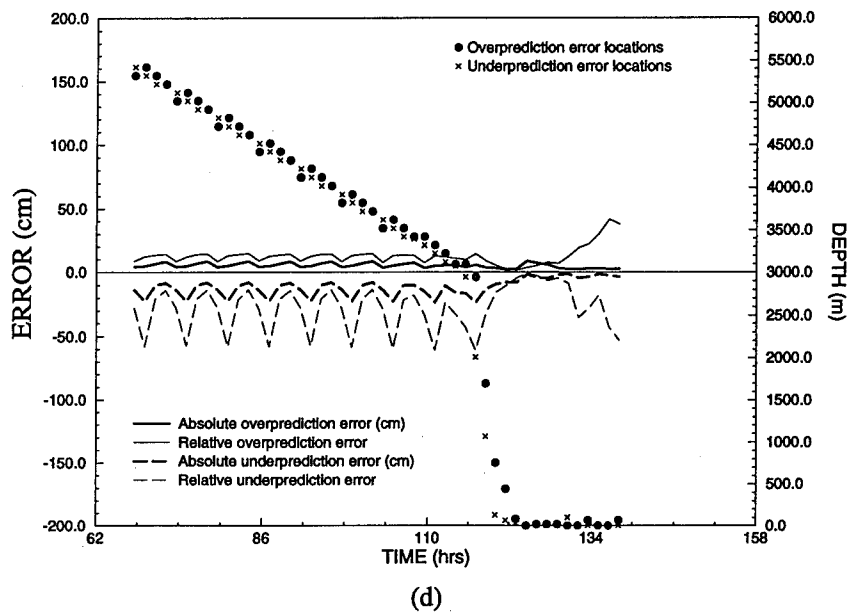 200.0
150.0
100.0
50.0
0.0
-50.0
-100.0
-150.0
-200.0
ERROR (cm)
● Overprediction error locations
× Underprediction error locations
Absolute overprediction error (cm)
Relative overprediction error
Absolute underprediction error (cm)
Relative underprediction error
6000.0
5500.0
5000.0
4500.0
4000.0
3500.0
3000.0
2500.0
2000.0
1500.0
1000.0
500.0
0.0
DEPTH (m)
62
86
110
134
158
TIME (hrs)
(d)